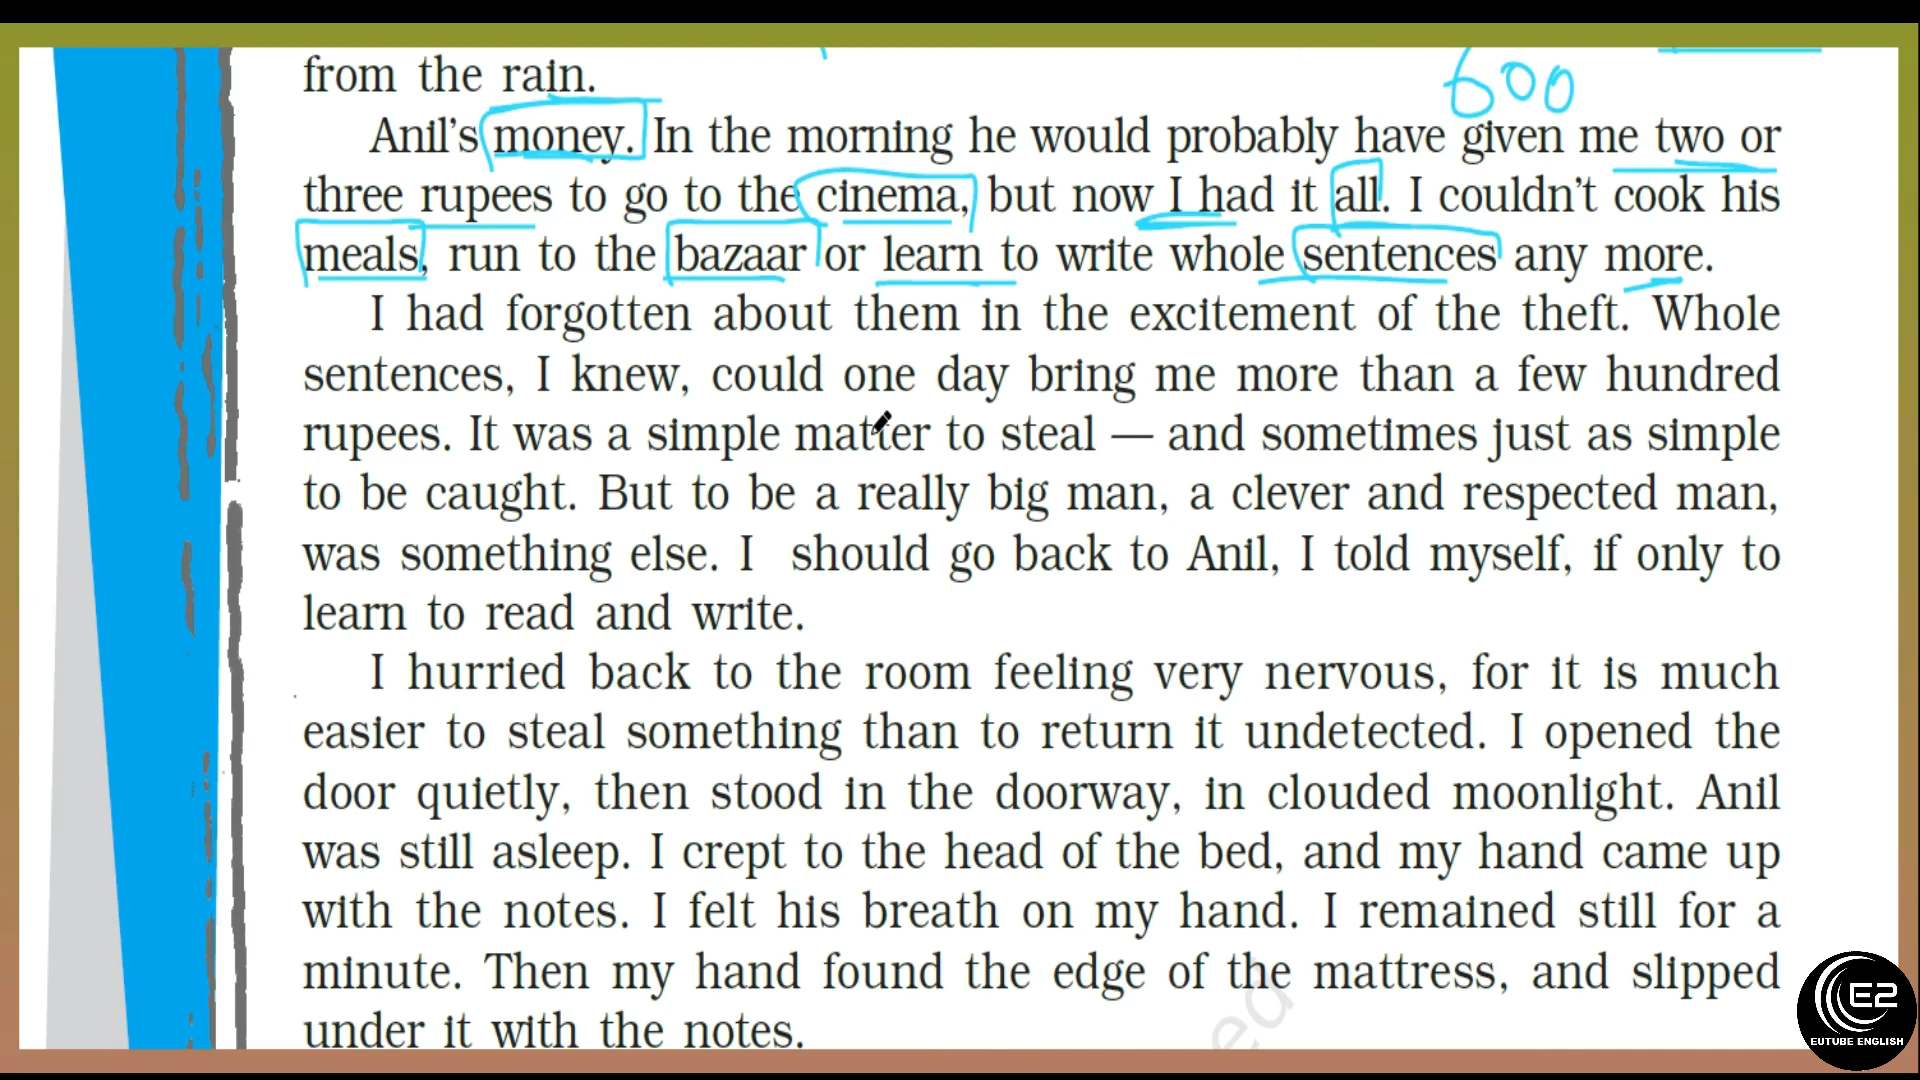 from the rain.
600
Anil’s money. In the morning he would probably have given me two or
three rupees to go to the cinema, but now I had it all. I couldn’t cook his
meals, run to the bazaar or learn to write whole sentences any more.
I had forgotten about them in the excitement of the theft. Whole
sentences, I knew, could one day bring me more than a few hundred
rupees. It was a simple matter to steal — and sometimes just as simple
to be caught. But to be a really big man, a clever and respected man,
was something else. I should go back to Anil, I told myself, if only to
learn to read and write.
I hurried back to the room feeling very nervous, for it is much
easier to steal something than to return it undetected. I opened the
door quietly, then stood in the doorway, in clouded moonlight. Anil
was still asleep. I crept to the head of the bed, and my hand came up
with the notes. I felt his breath on my hand. I remained still for a
minute. Then my hand found the edge of the mattress, and slipped
under it with the notes.
ed
E2
EUTUBE ENGLISH